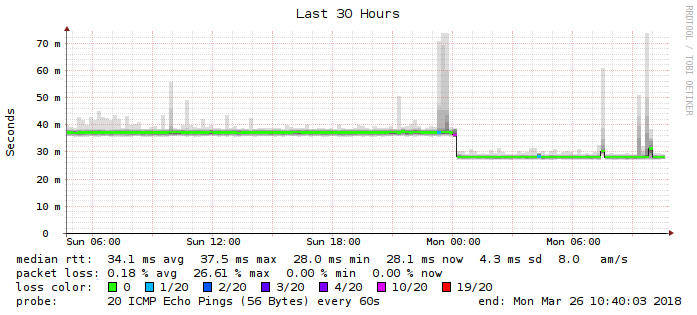 Last 30 Hours
RRDTOOL / TOBI OETIKER
Seconds
70 m
60 m
50 m
40 m
30 m
20 m
10 m
0
Sun 06:00 Sun 12:00 Sun 18:00 Mon 00:00 Mon 06:00
median rtt: 34.1 ms avg 37.5 ms max 28.0 ms min 28.1 ms now 4.3 ms sd 8.0 am/s
packet loss: 0.18 % avg 26.61 % max 0.00 % min 0.00 % now
loss color: 0 1/20 2/20 3/20 4/20 10/20 19/20
probe: 20 ICMP Echo Pings (56 Bytes) every 60s end: Mon Mar 26 10:40:03 2018